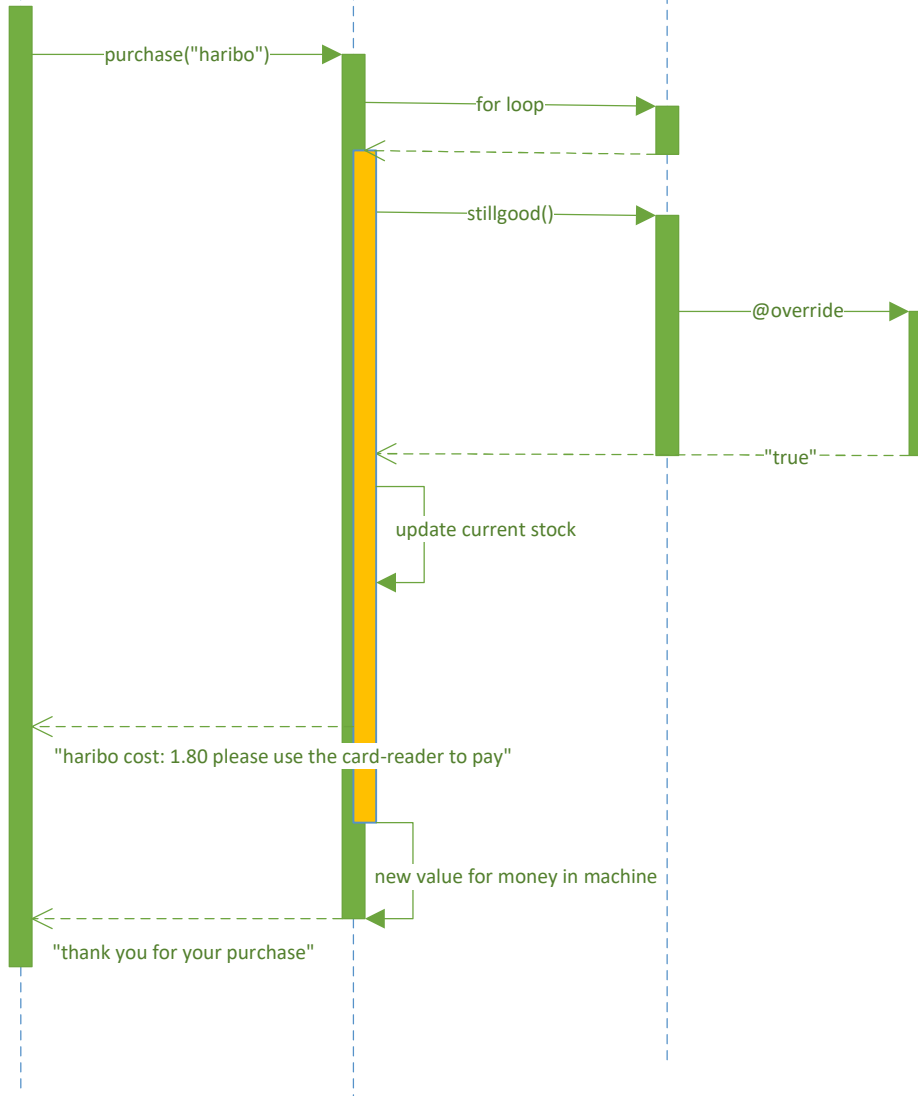 purchase("haribo")
for loop
stillgood()
@override
"true"
update current stock
"haribo cost: 1.80 please use the card-reader to pay"
new value for money in machine
"thank you for your purchase"